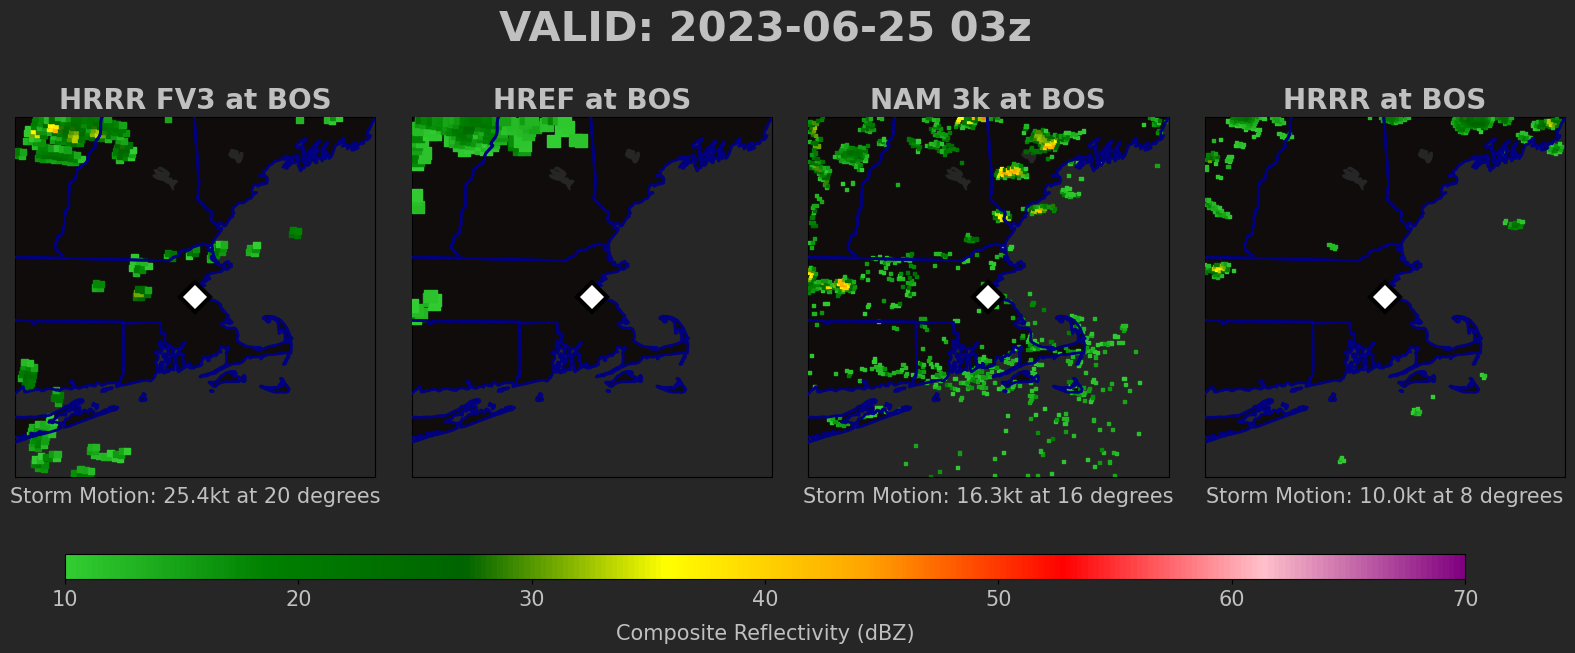 VALID: 2023-06-25 03z
HRRR FV3 at BOS
HREF at BOS
NAM 3k at BOS
HRRR at BOS
Storm Motion: 25.4kt at 20 degrees
Storm Motion: 16.3kt at 16 degrees
Storm Motion: 10.0kt at 8 degrees
10 20 30 40 50 60 70
Composite Reflectivity (dBZ)